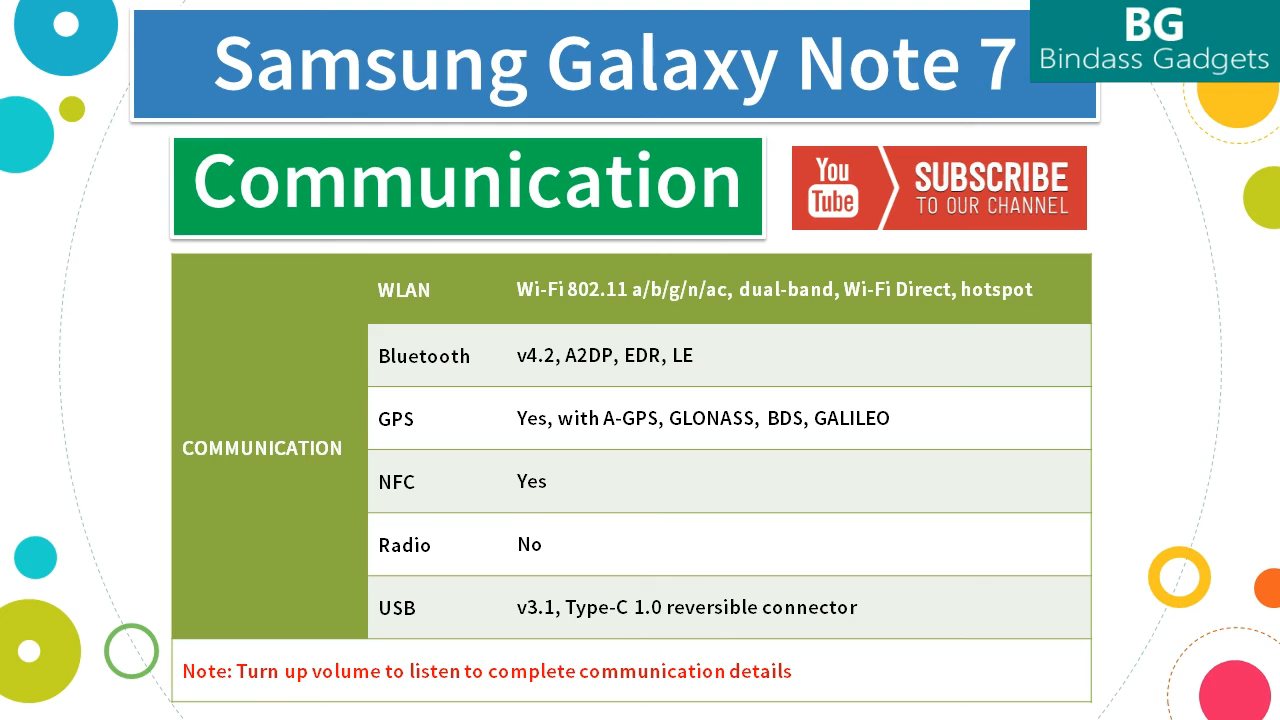 BG
Bindass Gadgets
Samsung Galaxy Note 7
Communication
You
Tube
SUBSCRIBE
TO OUR CHANNEL
COMMUNICATION
WLAN Wi-Fi 802.11 a/b/g/n/ac, dual-band, Wi-Fi Direct, hotspot
Bluetooth v4.2, A2DP, EDR, LE
GPS Yes, with A-GPS, GLONASS, BDS, GALILEO
NFC Yes
Radio No
USB v3.1, Type-C 1.0 reversible connector
Note: Turn up volume to listen to complete communication details